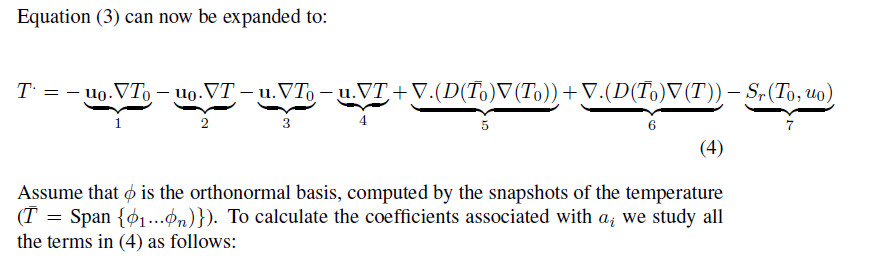 Equation (3) can now be expanded to:
T˙ = − u₀.∇T₀ − u₀.∇T − u.∇T₀ − u.∇T + ∇.(D(T̄₀)∇(T₀)) + ∇.(D(T̄₀)∇(T)) − Sᵣ(T₀, u₀)
1 2 3 4 5 6 7
(4)
Assume that ϕ is the orthonormal basis, computed by the snapshots of the temperature
(T̄ = Span {ϕ₁...ϕₙ)}). To calculate the coefficients associated with aᵢ we study all
the terms in (4) as follows: